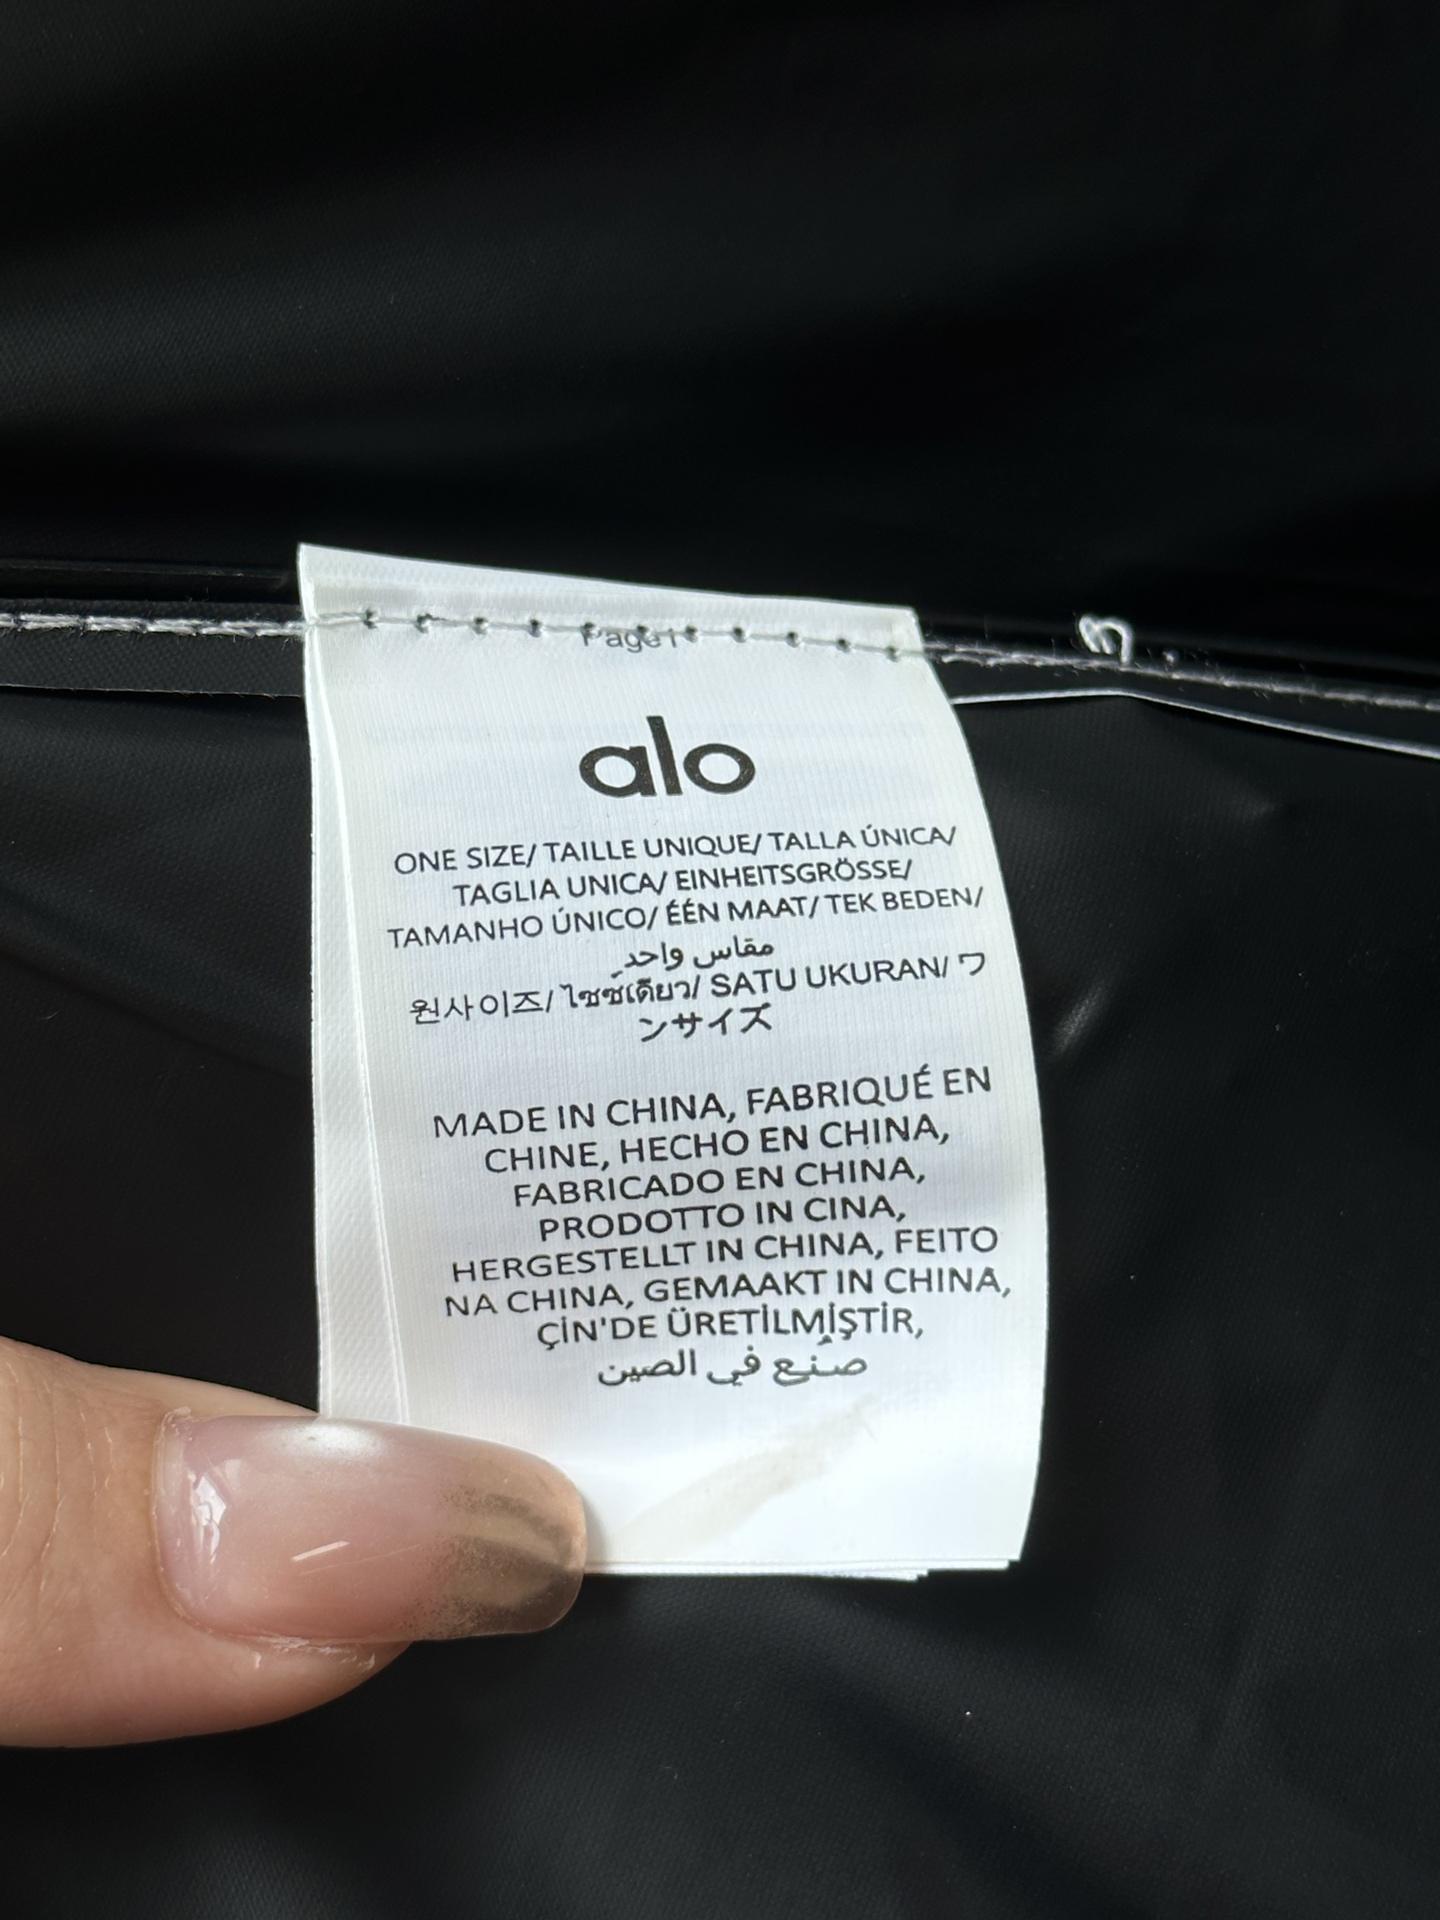 Page 1
alo
ONE SIZE/ TAILLE UNIQUE/ TALLA ÚNICA/
TAGLIA UNICA/ EINHEITSGRÖSSE/
TAMANHO ÚNICO/ ÉÉN MAAT/ TEK BEDEN/
مقاس واحد
원사이즈/ ไซซ์เดียว/ SATU UKURAN/ ワ
ンサイズ
MADE IN CHINA, FABRIQUÉ EN
CHINE, HECHO EN CHINA,
FABRICADO EN CHINA,
PRODOTTO IN CINA,
HERGESTELLT IN CHINA, FEITO
NA CHINA, GEMAAKT IN CHINA,
ÇİN'DE ÜRETİLMİŞTİR,
صُنع في الصين